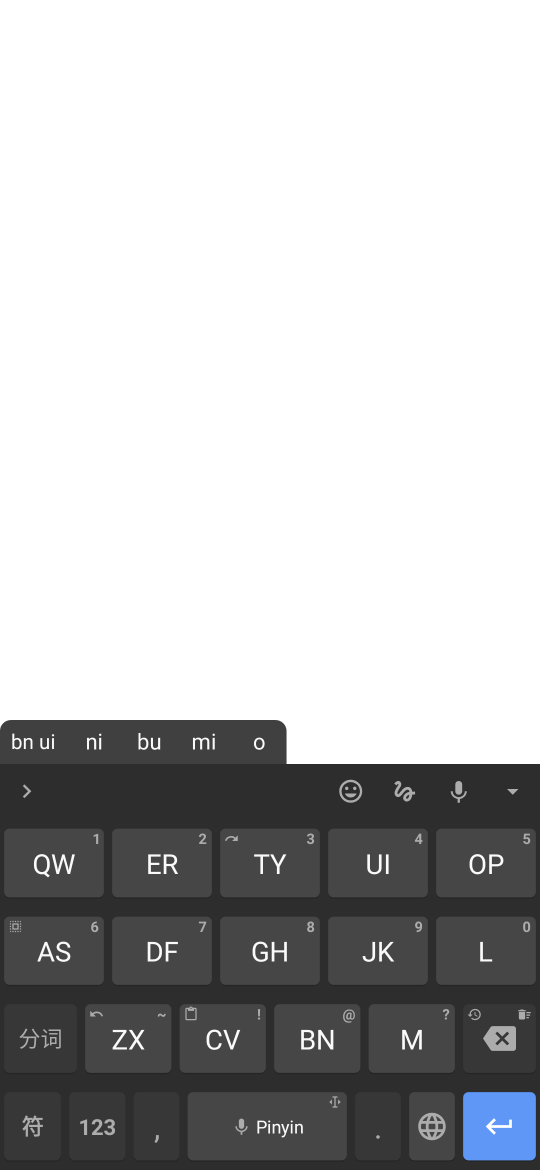 bn ui ni bu mi o
1 2 3 4 5
QW ER TY UI OP
6 7 8 9 0
AS DF GH JK L
~ ! @ ?
分词 ZX CV BN M
符 123 , Pinyin .